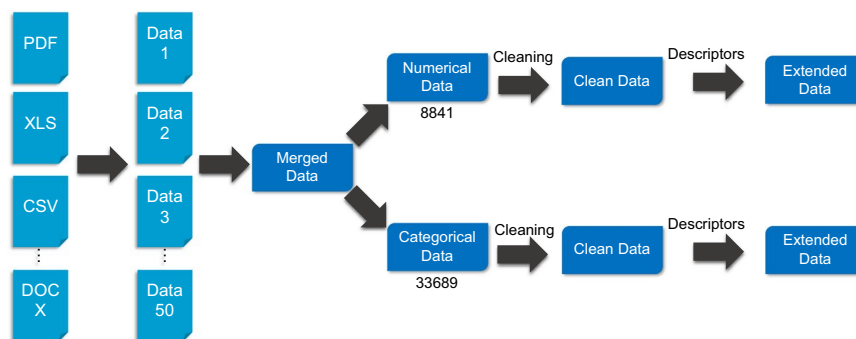 PDF
XLS
CSV
⋮
DOC
X
Data
1
Data
2
Data
3
⋮
Data
50
Merged
Data
Numerical
Data
8841
Cleaning
Clean Data
Descriptors
Extended
Data
Categorical
Data
33689
Cleaning
Clean Data
Descriptors
Extended
Data